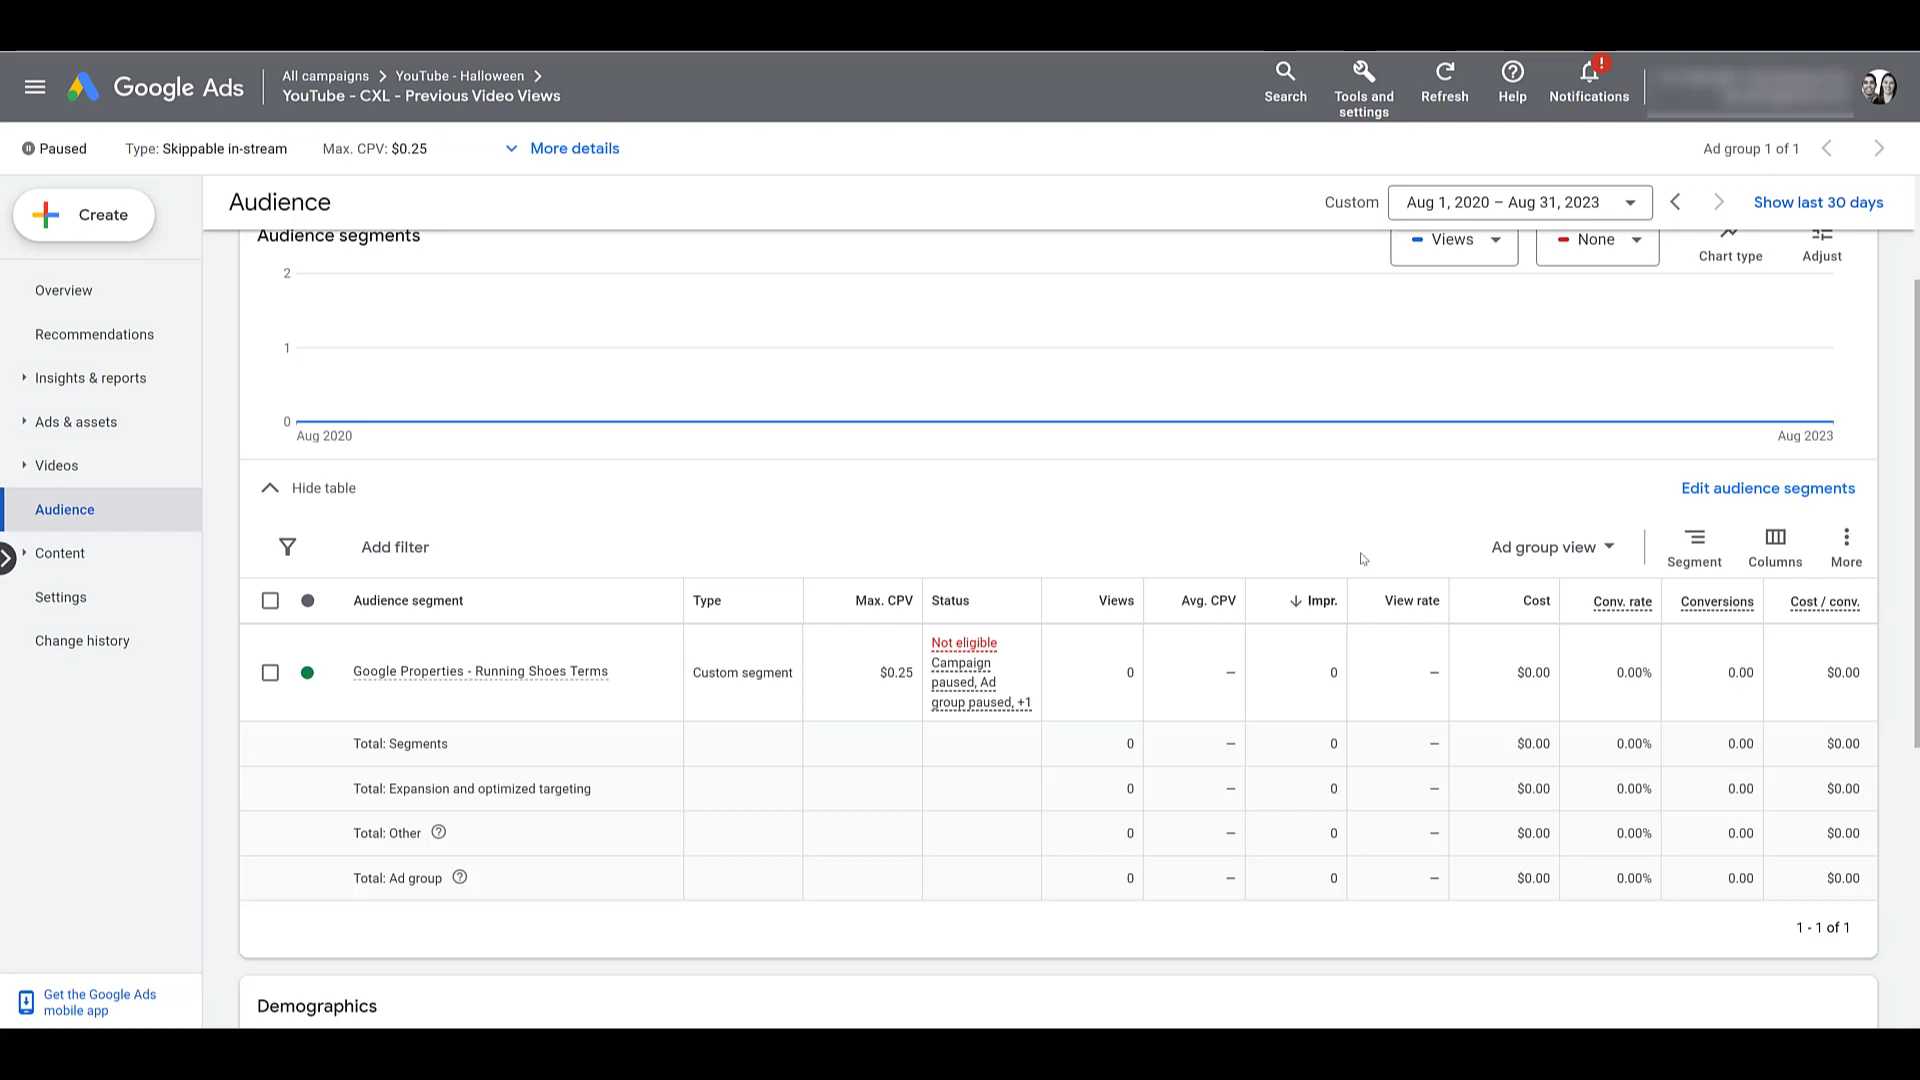 Google Ads
All campaigns > YouTube - Halloween >
YouTube - CXL - Previous Video Views
Search
Tools and
settings
Refresh
Help
!
Notifications
Paused
Type: Skippable in-stream
Max. CPV: $0.25
More details
Ad group 1 of 1
Create
Audience
Custom
Aug 1, 2020 – Aug 31, 2023
Show last 30 days
Overview
Recommendations
Insights & reports
Ads & assets
Videos
Audience
Content
Settings
Change history
Get the Google Ads
mobile app
Audience segments
Views
None
Chart type
Adjust
2
1
0
Aug 2020
Aug 2023
Hide table
Edit audience segments
Add filter
Ad group view
Segment
Columns
More
Audience segment Type Max. CPV Status Views Avg. CPV Impr. View rate Cost Conv. rate Conversions Cost / conv.
Google Properties - Running Shoes Terms Custom segment $0.25
Not eligible
Campaign
paused, Ad
group paused, +1
0 – 0 – $0.00 0.00% 0.00 $0.00
Total: Segments 0 – 0 – $0.00 0.00% 0.00 $0.00
Total: Expansion and optimized targeting 0 – 0 – $0.00 0.00% 0.00 $0.00
Total: Other ? 0 – 0 – $0.00 0.00% 0.00 $0.00
Total: Ad group ? 0 – 0 – $0.00 0.00% 0.00 $0.00
1 - 1 of 1
Demographics